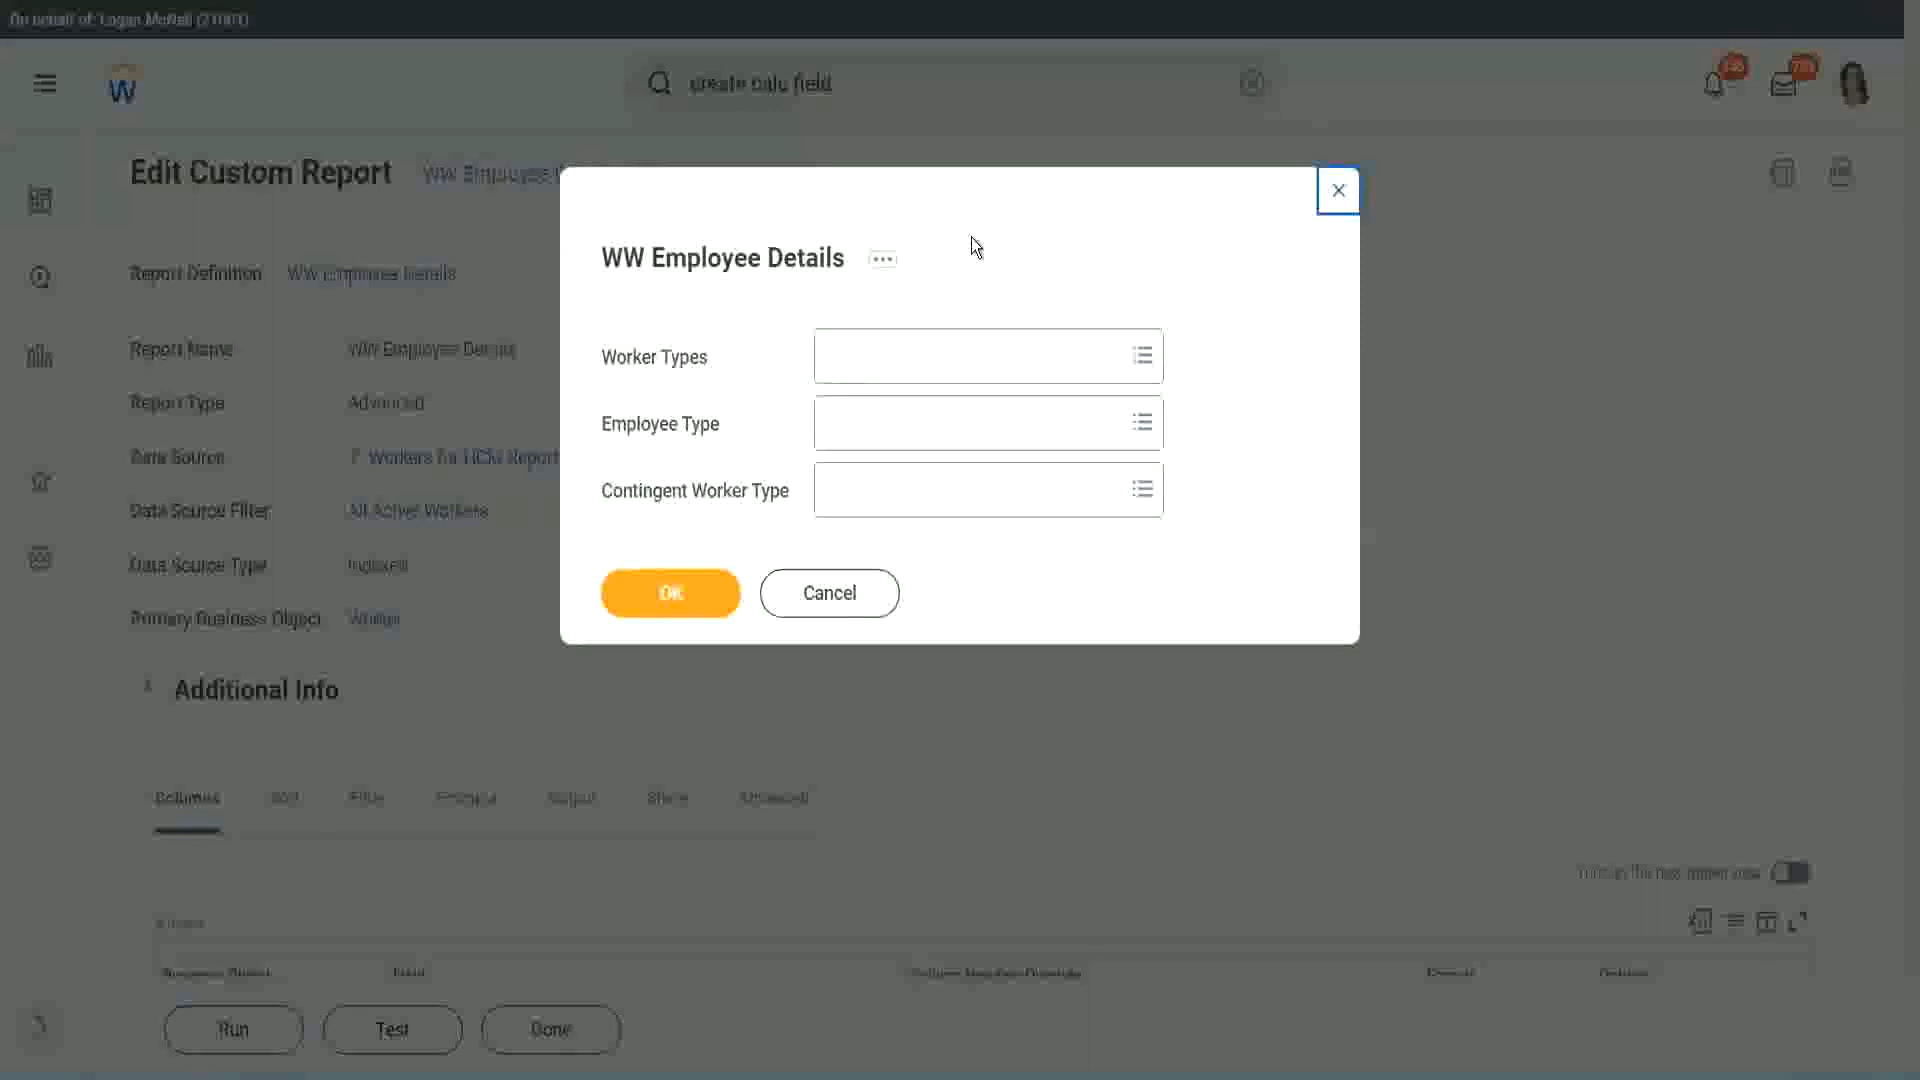 On behalf of: Logan McNeil (21001)
W
create calc field
Edit Custom Report
WW Employee
Report Definition
WW Employee Details
Report Name
WW Employee Details
Report Type
Advanced
Data Source
Workers for HCM Report
Data Source Filter
All Active Workers
Data Source Type
Indexed
Primary Business Object
Worker
Additional Info
Columns
Sort
Filter
Prompts
Output
Share
Advanced
Business Object
Field
Column Heading Override
Format
Options
Run
Test
Done
WW Employee Details
Worker Types
Employee Type
Contingent Worker Type
OK
Cancel